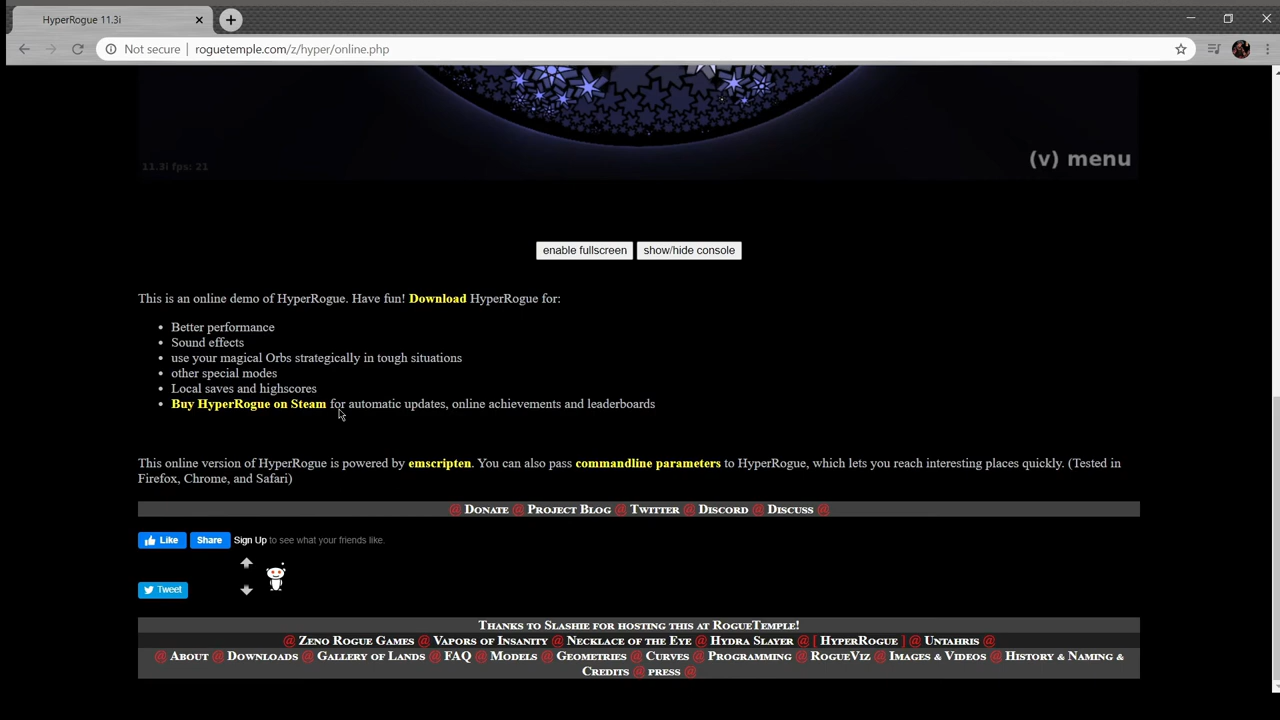 HyperRogue 11.3i
Not secure | roguetemple.com/z/hyper/online.php
11.3i fps: 21
(v) menu
enable fullscreen show/hide console
This is an online demo of HyperRogue. Have fun! Download HyperRogue for:
• Better performance
• Sound effects
• use your magical Orbs strategically in tough situations
• other special modes
• Local saves and highscores
• Buy HyperRogue on Steam for automatic updates, online achievements and leaderboards
This online version of HyperRogue is powered by emscripten. You can also pass commandline parameters to HyperRogue, which lets you reach interesting places quickly. (Tested in
Firefox, Chrome, and Safari)
@ Donate @ Project Blog @ Twitter @ Discord @ Discuss @
Like Share Sign Up to see what your friends like.
Tweet
Thanks to Slashie for hosting this at RogueTemple!
@ Zeno Rogue Games @ Vapors of Insanity @ Necklace of the Eye @ Hydra Slayer @ [ HyperRogue ] @ Untahris @
@ About @ Downloads @ Gallery of Lands @ FAQ @ Models @ Geometries @ Curves @ Programming @ RogueViz @ Images & Videos @ History & Naming &
Credits @ press @